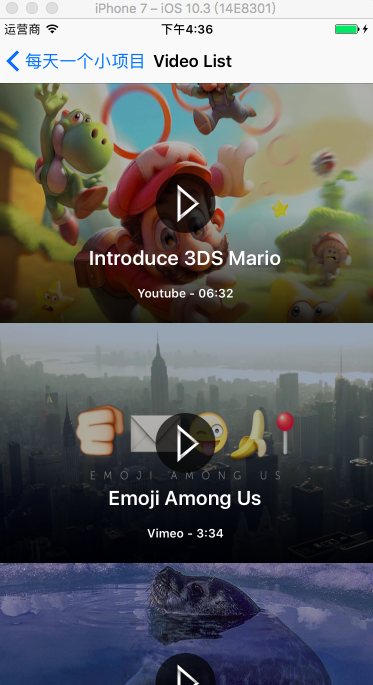 iPhone 7 – iOS 10.3 (14E8301)
运营商 下午4:36
每天一个小项目 Video List
Introduce 3DS Mario
Youtube - 06:32
EMOJI AMONG US
Emoji Among Us
Vimeo - 3:34